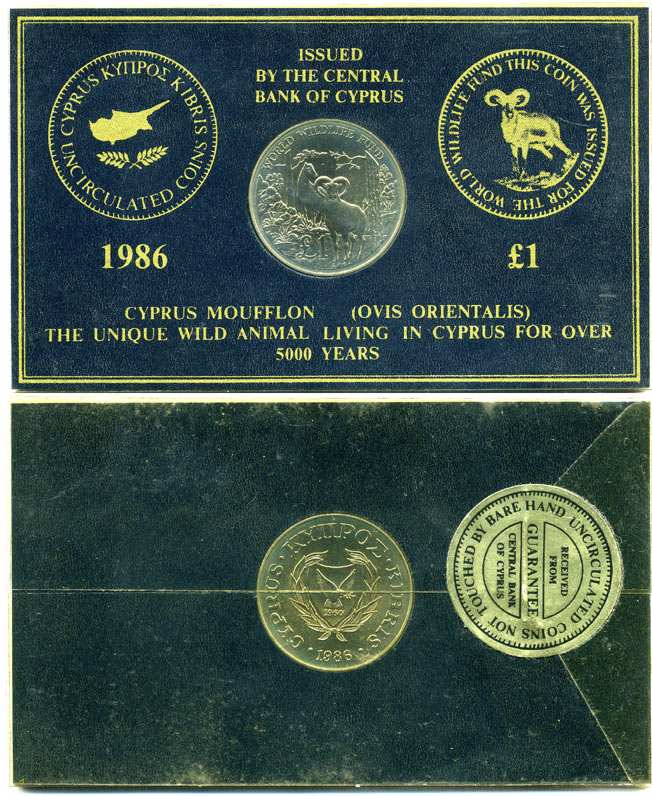 CYPRUS ΚΥΠΡΟΣ KIBRIS
UNCIRCULATED COINS
ISSUED
BY THE CENTRAL
BANK OF CYPRUS
WORLD WILDLIFE FUND THIS COIN WAS ISSUED FOR THE
WORLD WILDLIFE FUND
£1
1986
£1
CYPRUS MOUFFLON (OVIS ORIENTALIS)
THE UNIQUE WILD ANIMAL LIVING IN CYPRUS FOR OVER
5000 YEARS
CYPRUS·ΚΥΠΡΟΣ·KIBRIS
1960
·1986·
UNCIRCULATED COINS NOT TOUCHED BY BARE HAND
RECEIVED
FROM
GUARANTEE
CENTRAL BANK
OF CYPRUS